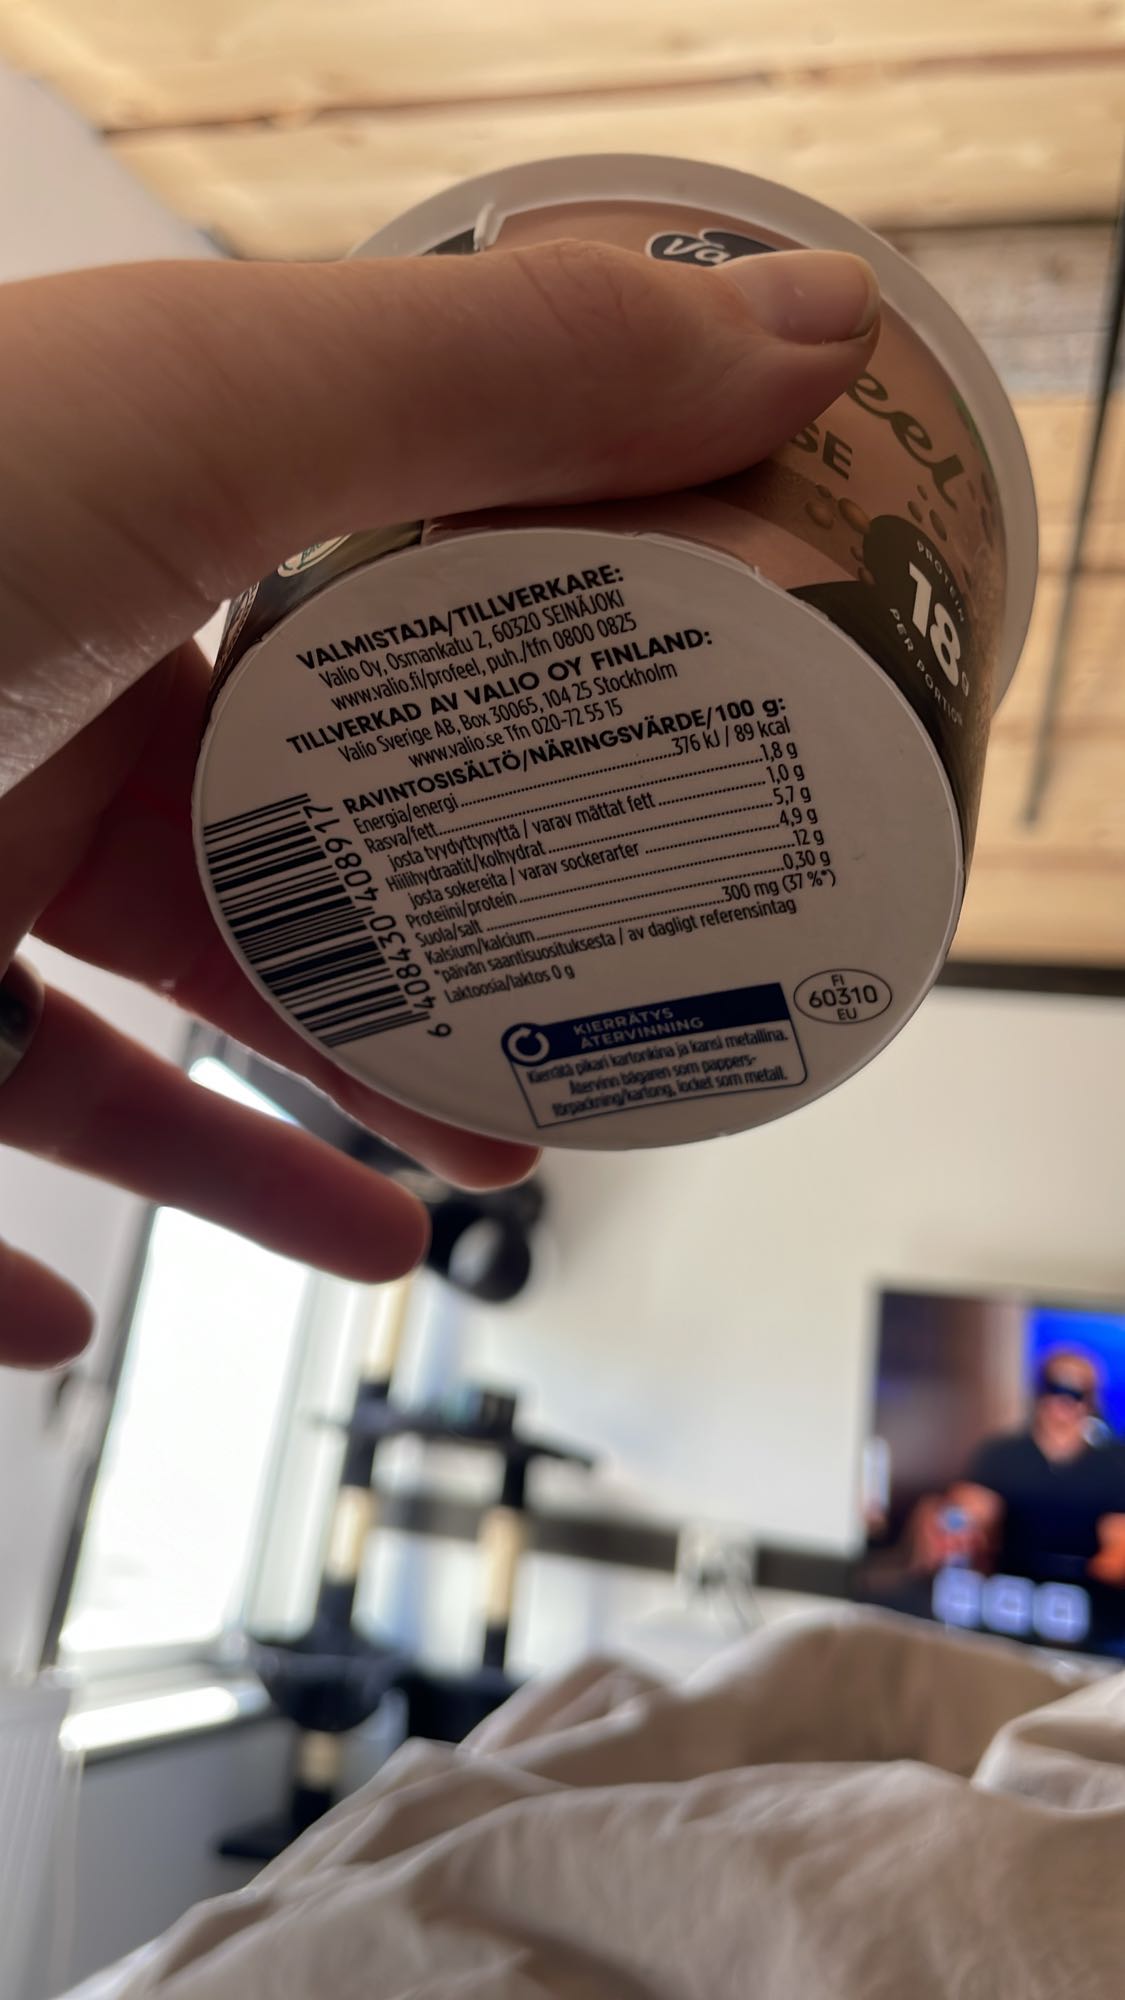 Va
eel
SE
PROTEIN
18g
PER PORTION
VALMISTAJA/TILLVERKARE:
Valio Oy, Osmankatu 2, 60320 SEINÄJOKI
www.valio.fi/profeel, puh./tfn 0800 0825
TILLVERKAD AV VALIO OY FINLAND:
Valio Sverige AB, Box 30065, 104 25 Stockholm
www.valio.se Tfn 020-72 55 15
RAVINTOSISÄLTÖ/NÄRINGSVÄRDE/100 g:
Energia/energi.....376 kJ / 89 kcal
Rasva/fett.....1,8 g
josta tyydyttynyttä / varav mättat fett.....1,0 g
Hiilihydraatit/kolhydrat.....5,7 g
josta sokereita / varav sockerarter.....4,9 g
Proteiini/protein.....12 g
Suola/salt.....0,30 g
Kalsium/kalcium.....300 mg (37 %*)
*päivän saantisuosituksesta / av dagligt referensintag
Laktoosia/laktos 0 g
6 408430 408917
KIERRÄTYS
ÅTERVINNING
Kierrätä pikari kartonkina ja kansi metallina.
Återvinn bägaren som pappers-
förpackning/kartong, locket som metall.
FI
60310
EU